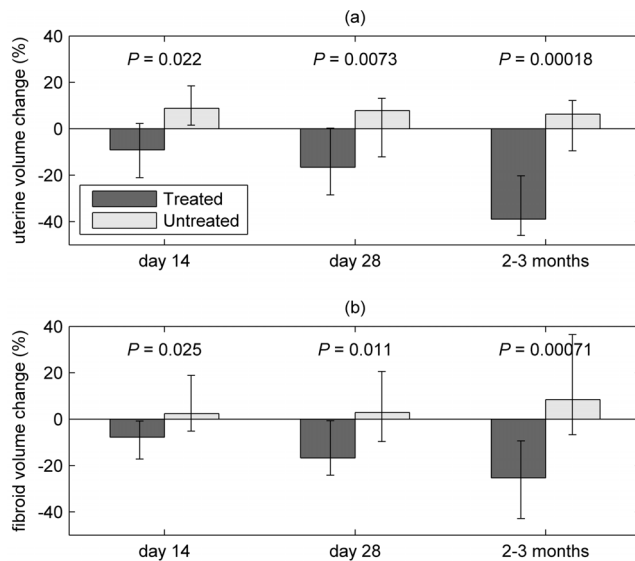 (a)
uterine volume change (%)
40
20
0
-20
-40
P = 0.022
P = 0.0073
P = 0.00018
Treated
Untreated
day 14
day 28
2-3 months
(b)
fibroid volume change (%)
40
20
0
-20
-40
P = 0.025
P = 0.011
P = 0.00071
day 14
day 28
2-3 months